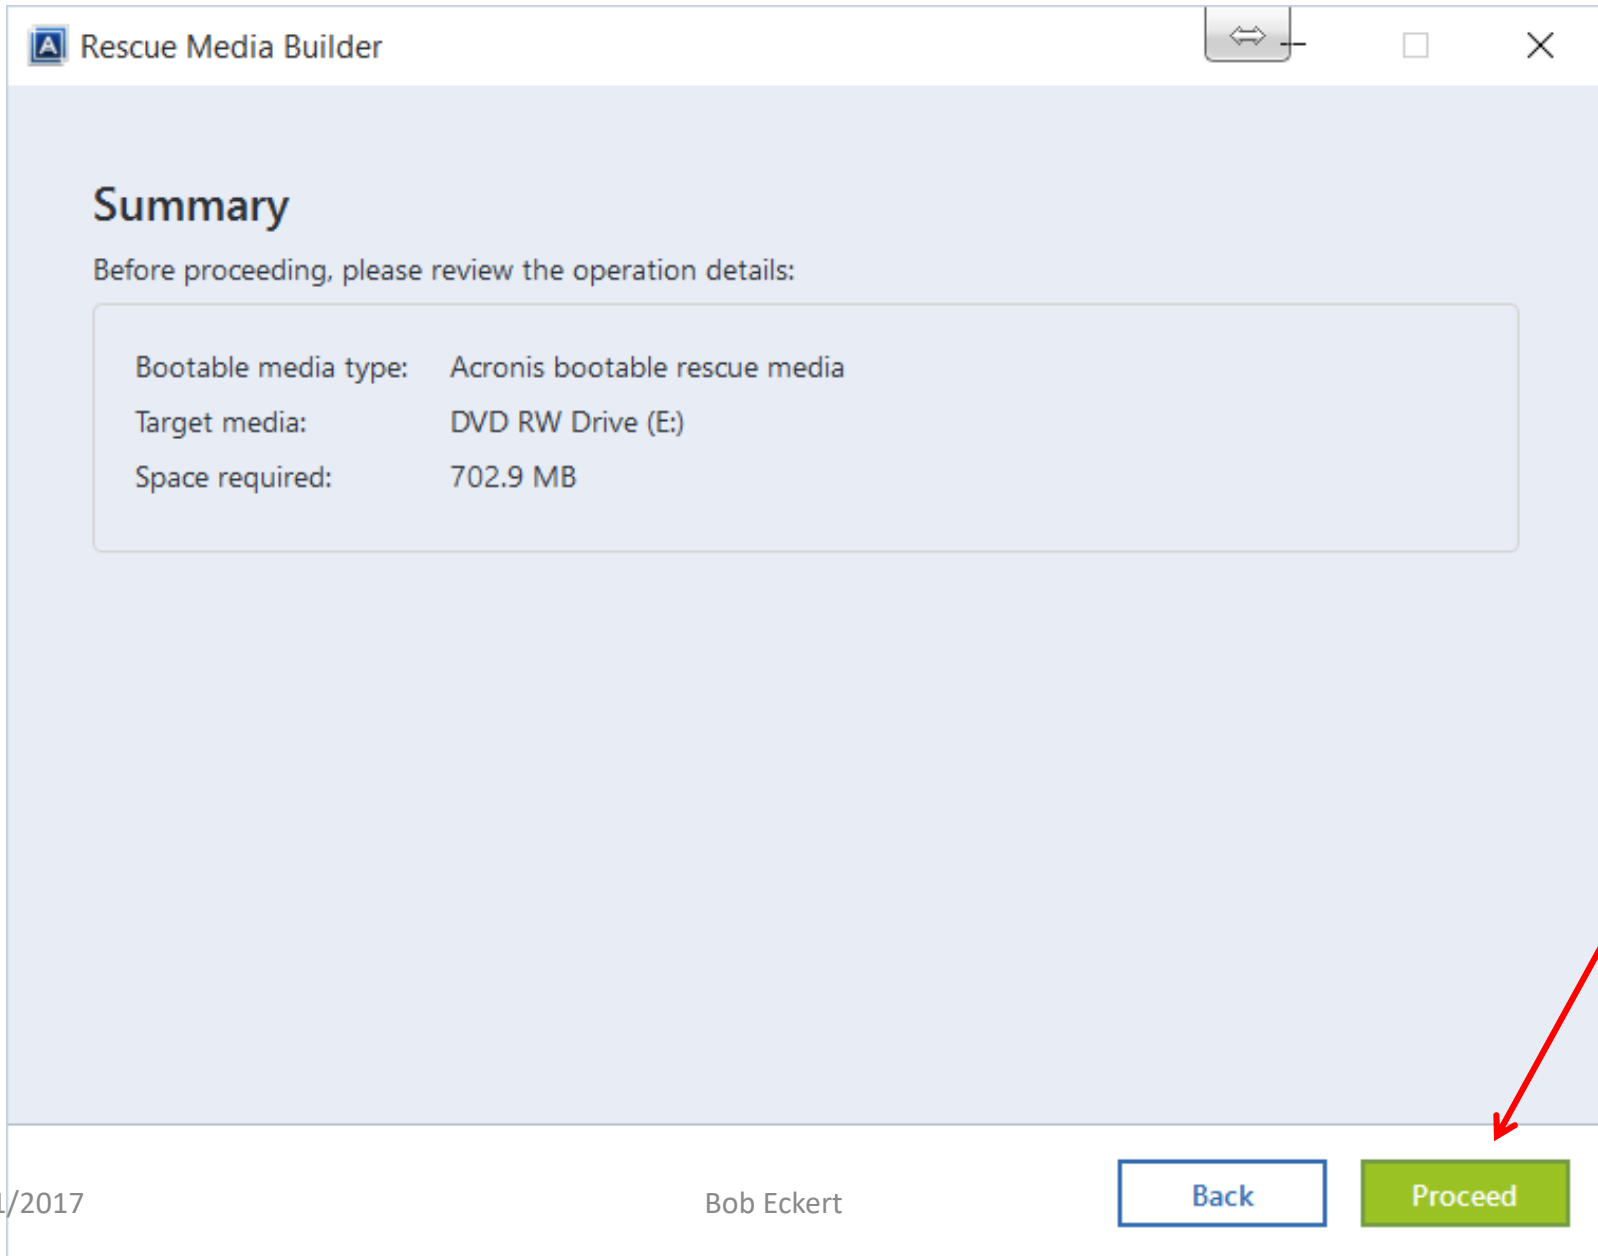 Rescue Media Builder
Summary
Before proceeding, please review the operation details:
Bootable media type: Acronis bootable rescue media
Target media: DVD RW Drive (E:)
Space required: 702.9 MB
Back Proceed
/2017 Bob Eckert